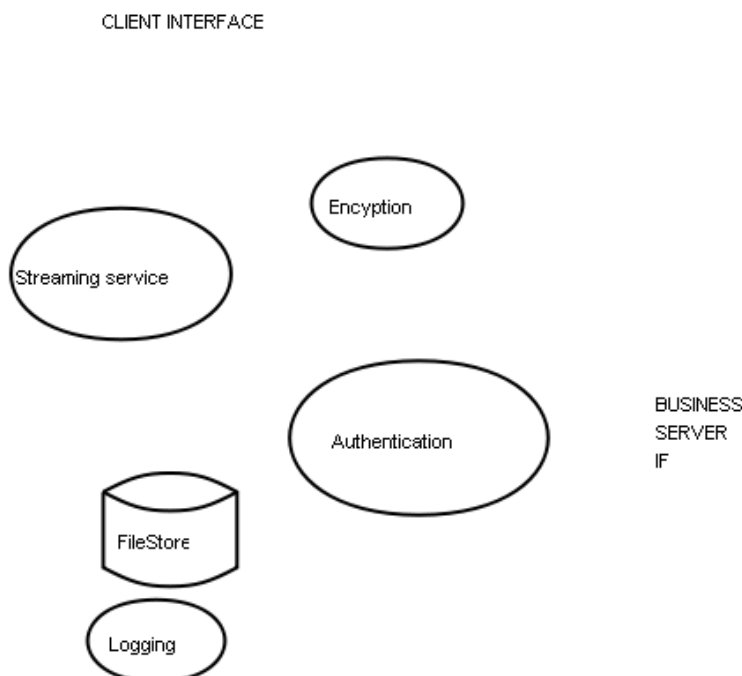 CLIENT INTERFACE
Encyption
Streaming service
Authentication
BUSINESS
SERVER
IF
FileStore
Logging